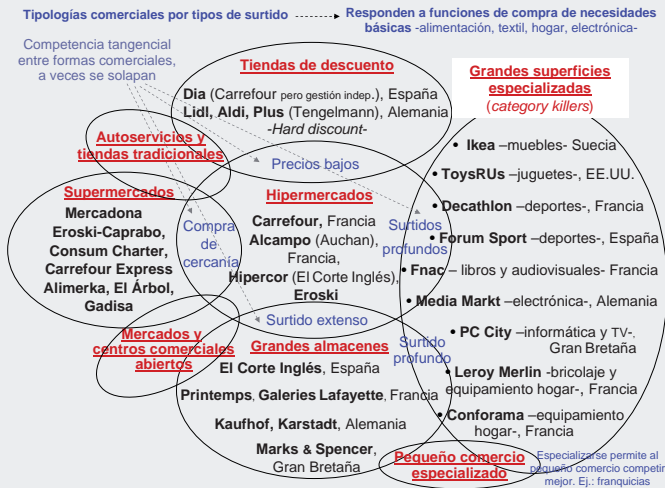 Tipologías comerciales por tipos de surtido
Responden a funciones de compra de necesidades
básicas -alimentación, textil, hogar, electrónica-
Competencia tangencial
entre formas comerciales,
a veces se solapan
Tiendas de descuento
Dia (Carrefour pero gestión indep.), España
Lidl, Aldi, Plus (Tengelmann), Alemania
-Hard discount-
Grandes superficies
especializadas
(category killers)
Autoservicios y
tiendas tradicionales
Precios bajos
Supermercados
Mercadona
Eroski-Caprabo,
Consum Charter,
Carrefour Express
Alimerka, El Árbol,
Gadisa
Compra
de
cercanía
Hipermercados
Carrefour, Francia
Alcampo (Auchan),
Francia,
Hipercor (El Corte Inglés),
Eroski
Surtidos
profundos
• Ikea –muebles- Suecia
• ToysRUs –juguetes-, EE.UU.
• Decathlon –deportes-, Francia
• Forum Sport –deportes-, España
• Fnac – libros y audiovisuales- Francia
• Media Markt –electrónica-, Alemania
• PC City –informática y TV-,
Gran Bretaña
• Leroy Merlin -bricolaje y
equipamiento hogar-, Francia
• Conforama –equipamiento
hogar-, Francia
Surtido extenso
Surtido
profundo
Mercados y
centros comerciales
abiertos
Grandes almacenes
El Corte Inglés, España
Printemps, Galeries Lafayette, Francia
Kaufhof, Karstadt, Alemania
Marks & Spencer,
Gran Bretaña
Pequeño comercio
especializado
Especializarse permite al
pequeño comercio competir
mejor. Ej.: franquicias